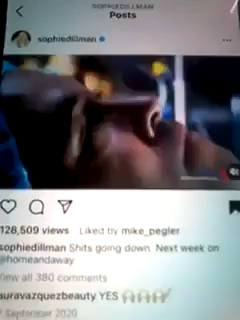 SOPHIEDILLMAN
Posts
sophiedillman
128,509 views Liked by mike_pegler
sophiedillman Shits going down. Next week on
@homeandaway
View all 380 comments
auravazquezbeauty YES
7 September 2020